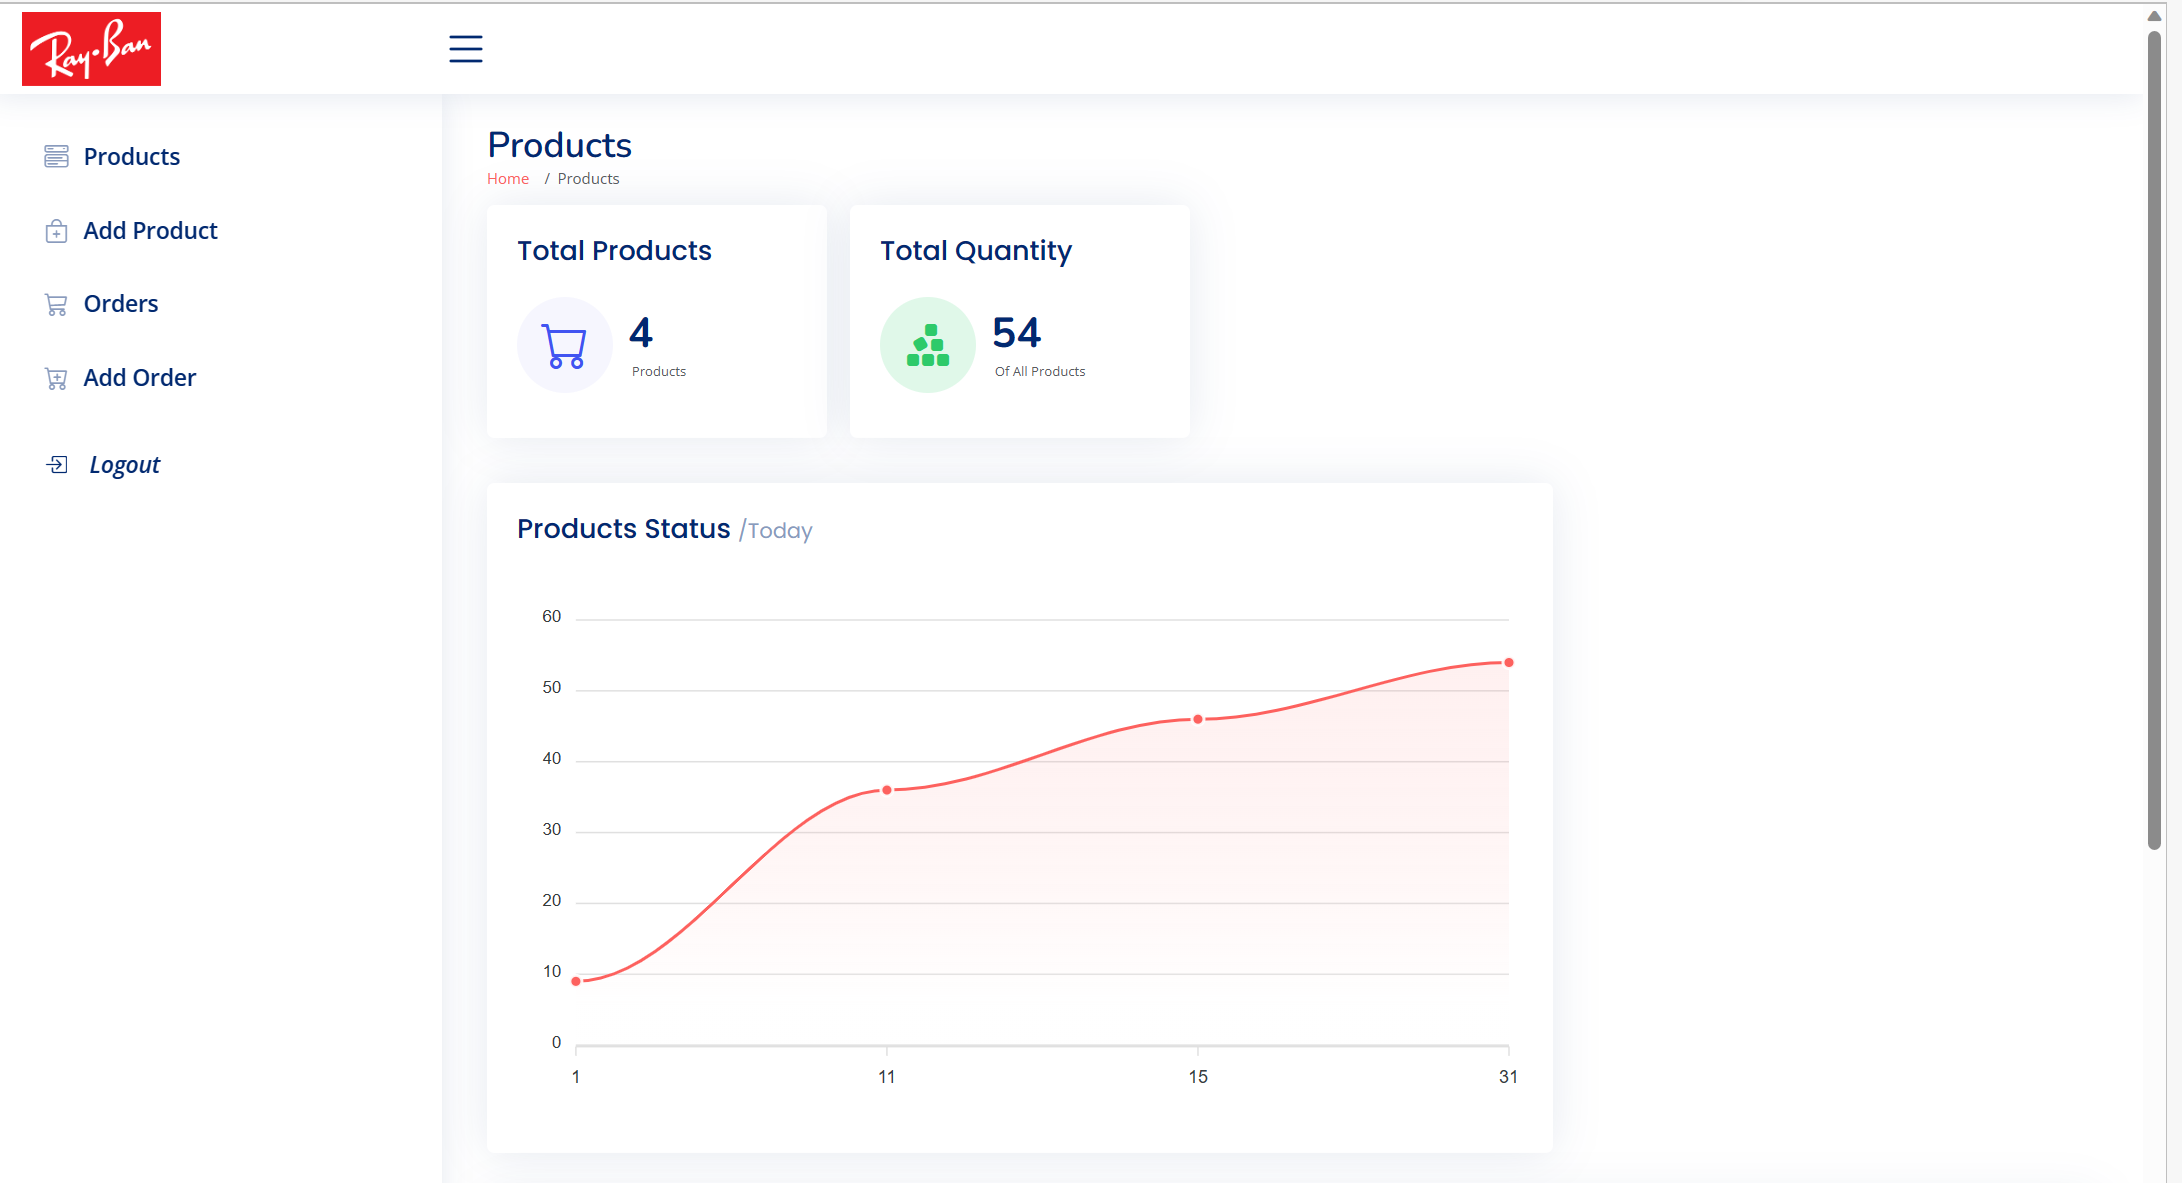 Ray-Ban
Products
Add Product
Orders
Add Order
Logout
Products
Home / Products
Total Products
4
Products
Total Quantity
54
Of All Products
Products Status /Today
60
50
40
30
20
10
0
1 11 15 31